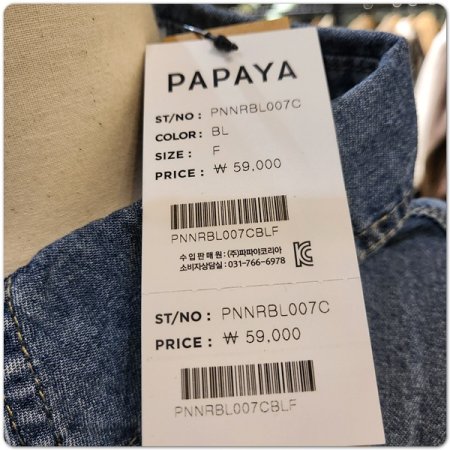 PAPAYA
ST/NO : PNNRBL007C
COLOR: BL
SIZE : F
PRICE : ₩ 59,000
PNNRBL007CBLF
수 입 판 매 원 : (주)파파야코리아
소비자상담실 : 031-766-6978
ST/NO : PNNRBL007C
PRICE : ₩ 59,000
PNNRBL007CBLF